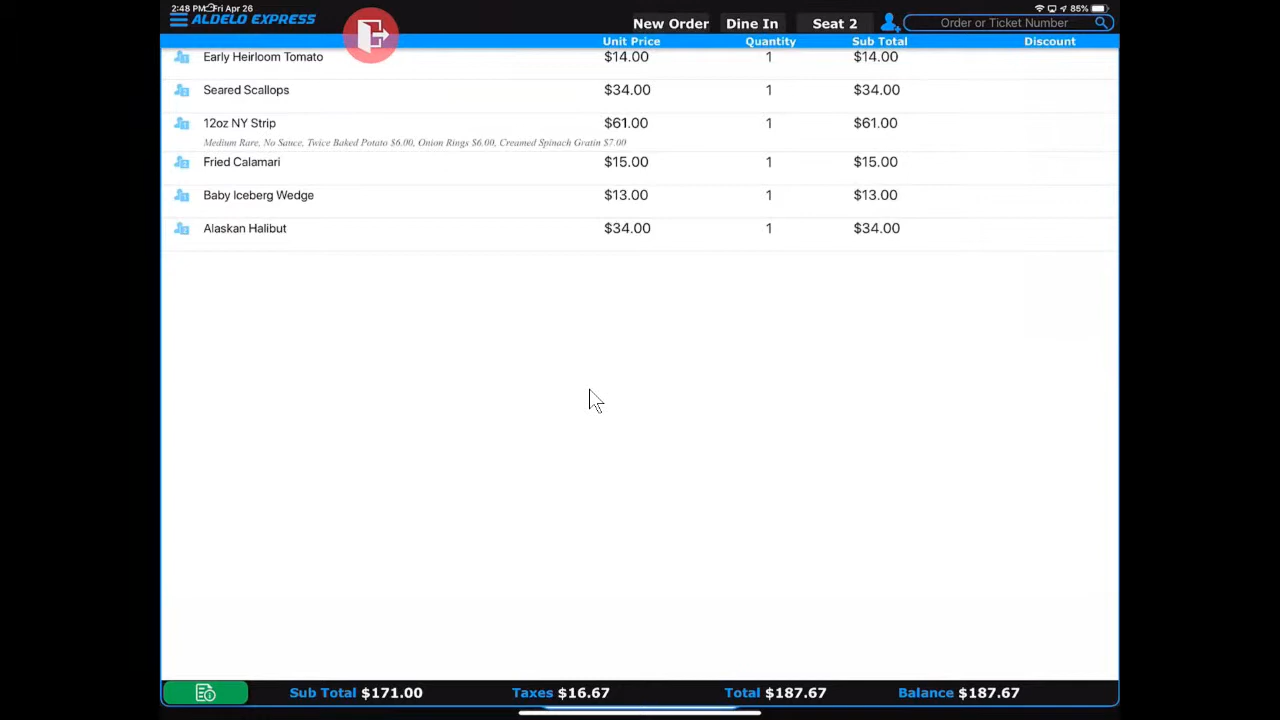 2:48 PM Fri Apr 26 85%
ALDELO EXPRESS New Order Dine In Seat 2 Order or Ticket Number
Unit Price Quantity Sub Total Discount
Early Heirloom Tomato $14.00 1 $14.00
Seared Scallops $34.00 1 $34.00
12oz NY Strip $61.00 1 $61.00
Medium Rare, No Sauce, Twice Baked Potato $6.00, Onion Rings $6.00, Creamed Spinach Gratin $7.00
Fried Calamari $15.00 1 $15.00
Baby Iceberg Wedge $13.00 1 $13.00
Alaskan Halibut $34.00 1 $34.00
Sub Total $171.00 Taxes $16.67 Total $187.67 Balance $187.67